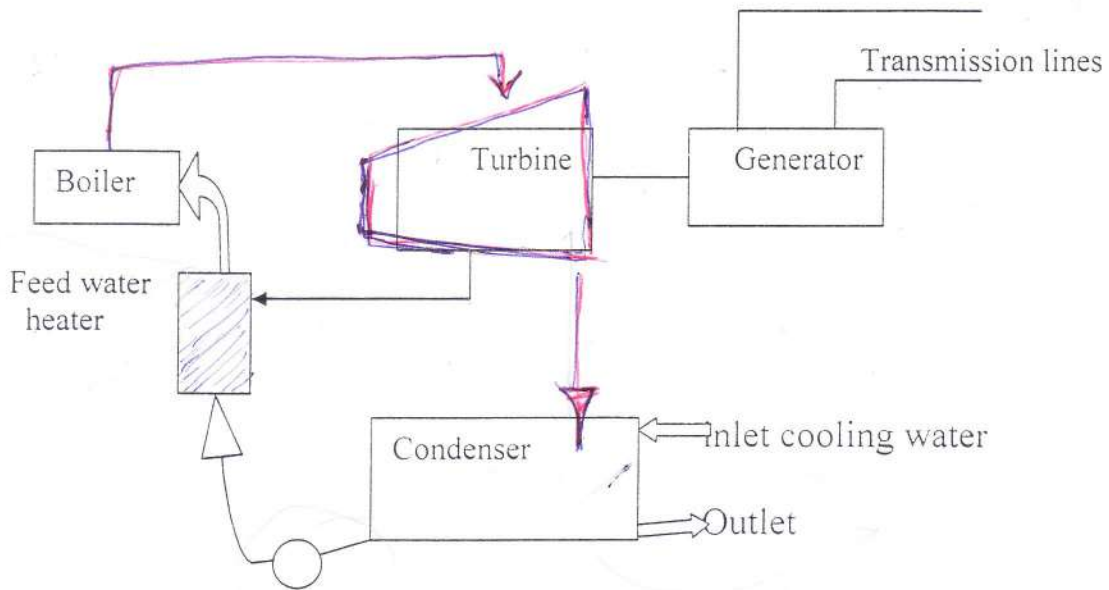 Transmission lines
Turbine
Generator
Boiler
Feed water
heater
Condenser
Inlet cooling water
Outlet